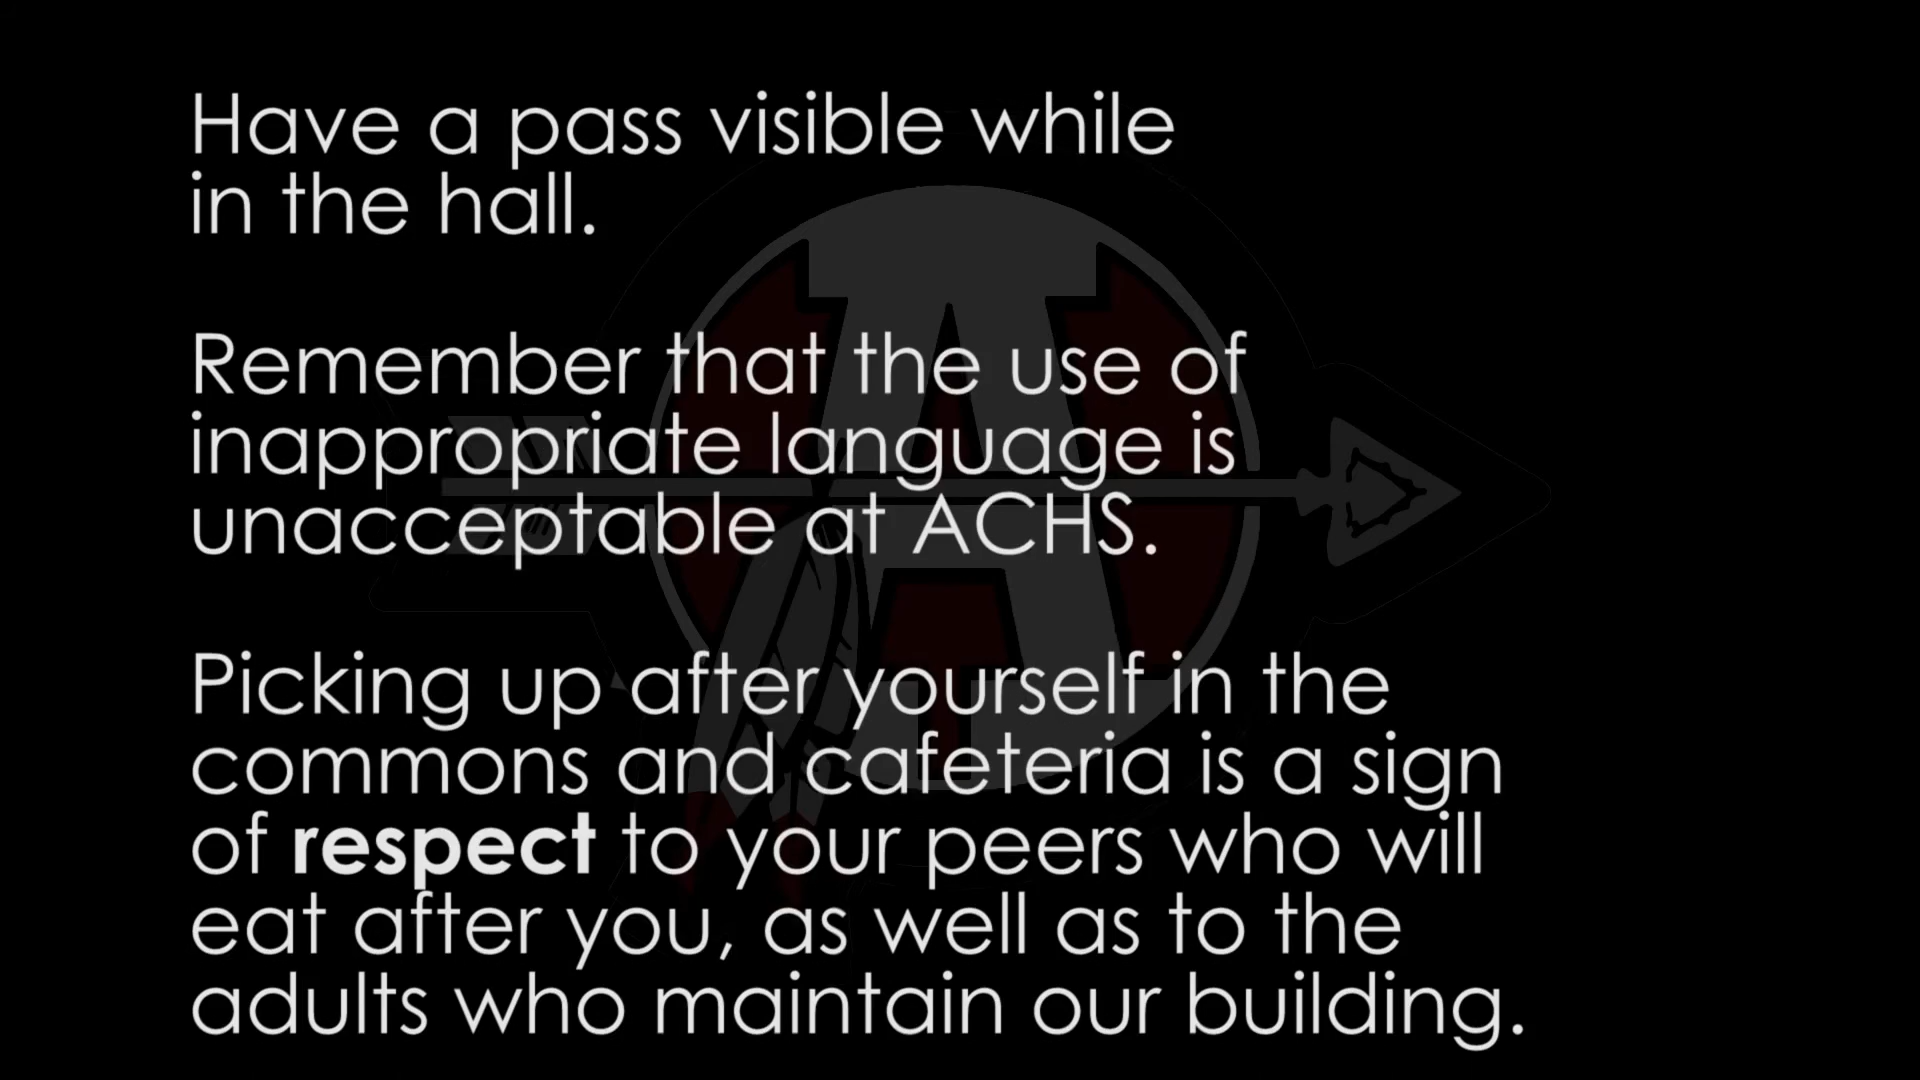 Have a pass visible while
in the hall.
Remember that the use of
inappropriate language is
unacceptable at ACHS.
Picking up after yourself in the
commons and cafeteria is a sign
of respect to your peers who will
eat after you, as well as to the
adults who maintain our building.